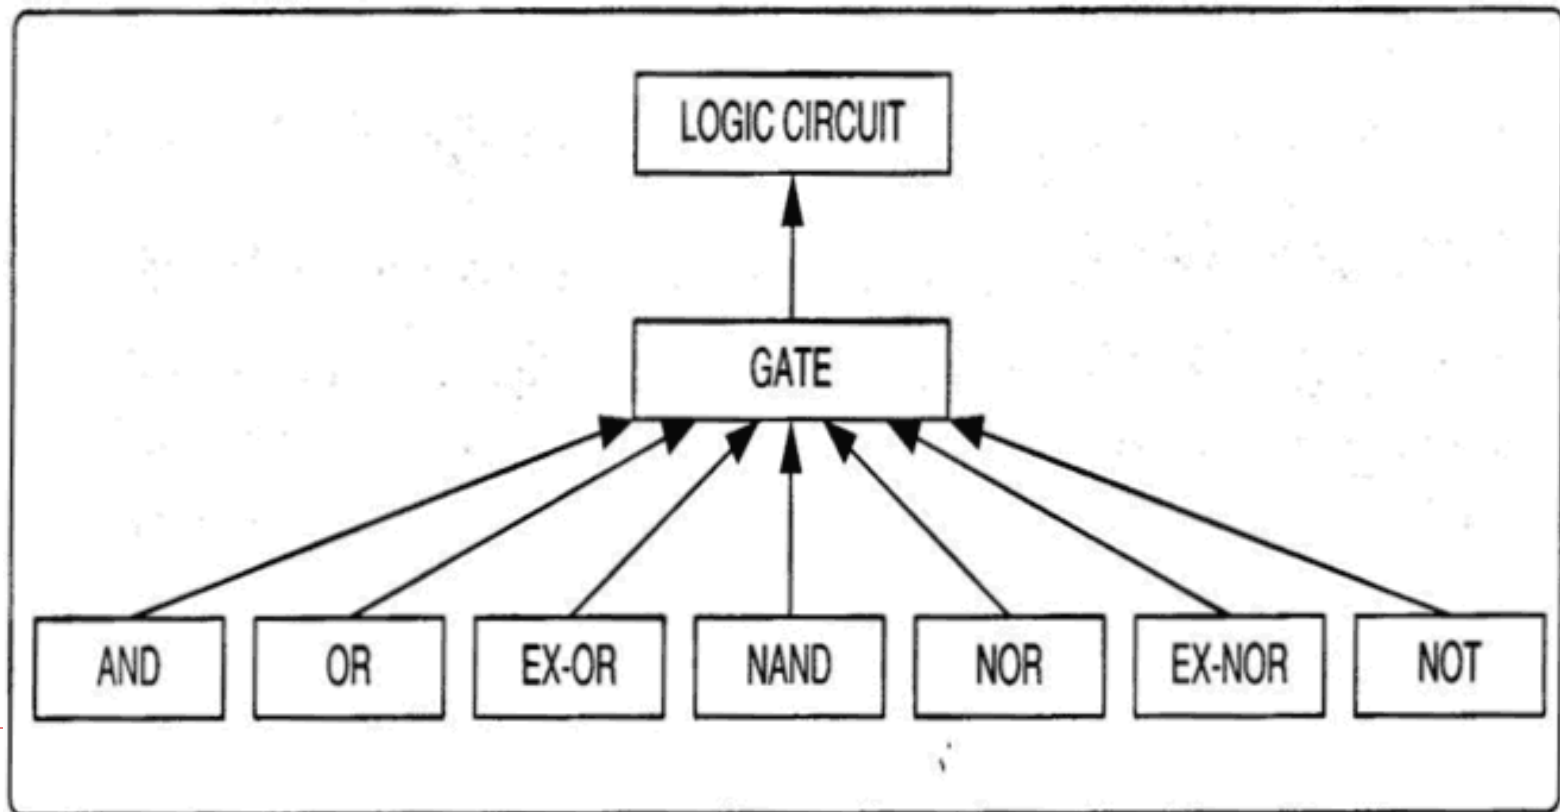 LOGIC CIRCUIT
GATE
AND
OR
EX-OR
NAND
NOR
EX-NOR
NOT